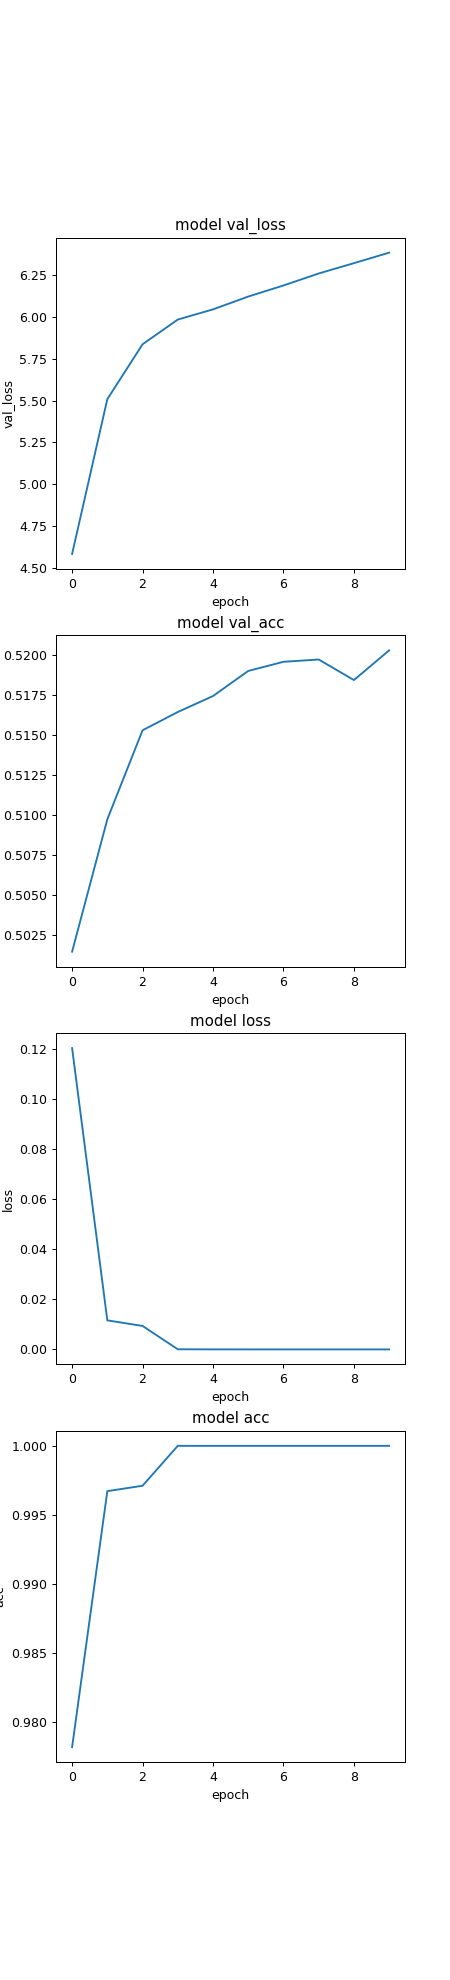 model val_loss
6.25
6.00
5.75
5.50
5.25
5.00
4.75
4.50
val_loss
0 2 4 6 8
epoch
model val_acc
0.5200
0.5175
0.5150
0.5125
0.5100
0.5075
0.5050
0.5025
0 2 4 6 8
epoch
model loss
0.12
0.10
0.08
0.06
0.04
0.02
0.00
loss
0 2 4 6 8
epoch
model acc
1.000
0.995
0.990
0.985
0.980
acc
0 2 4 6 8
epoch